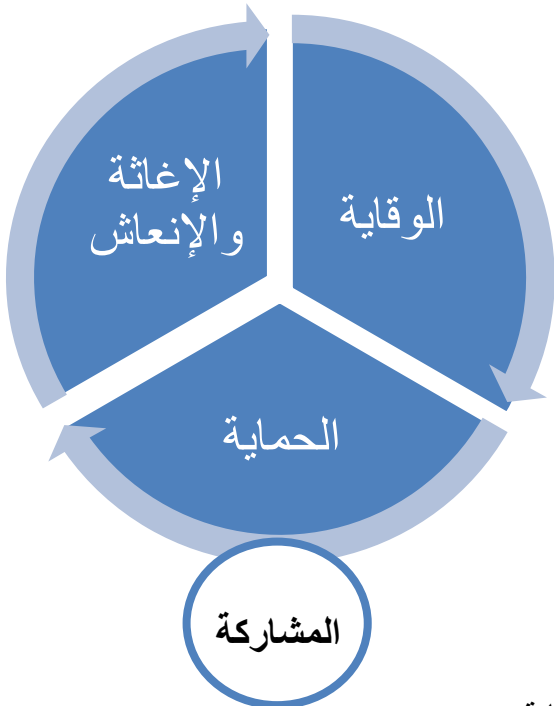 الوقاية
الإغاثة
والإنعاش
الحماية
المشاركة